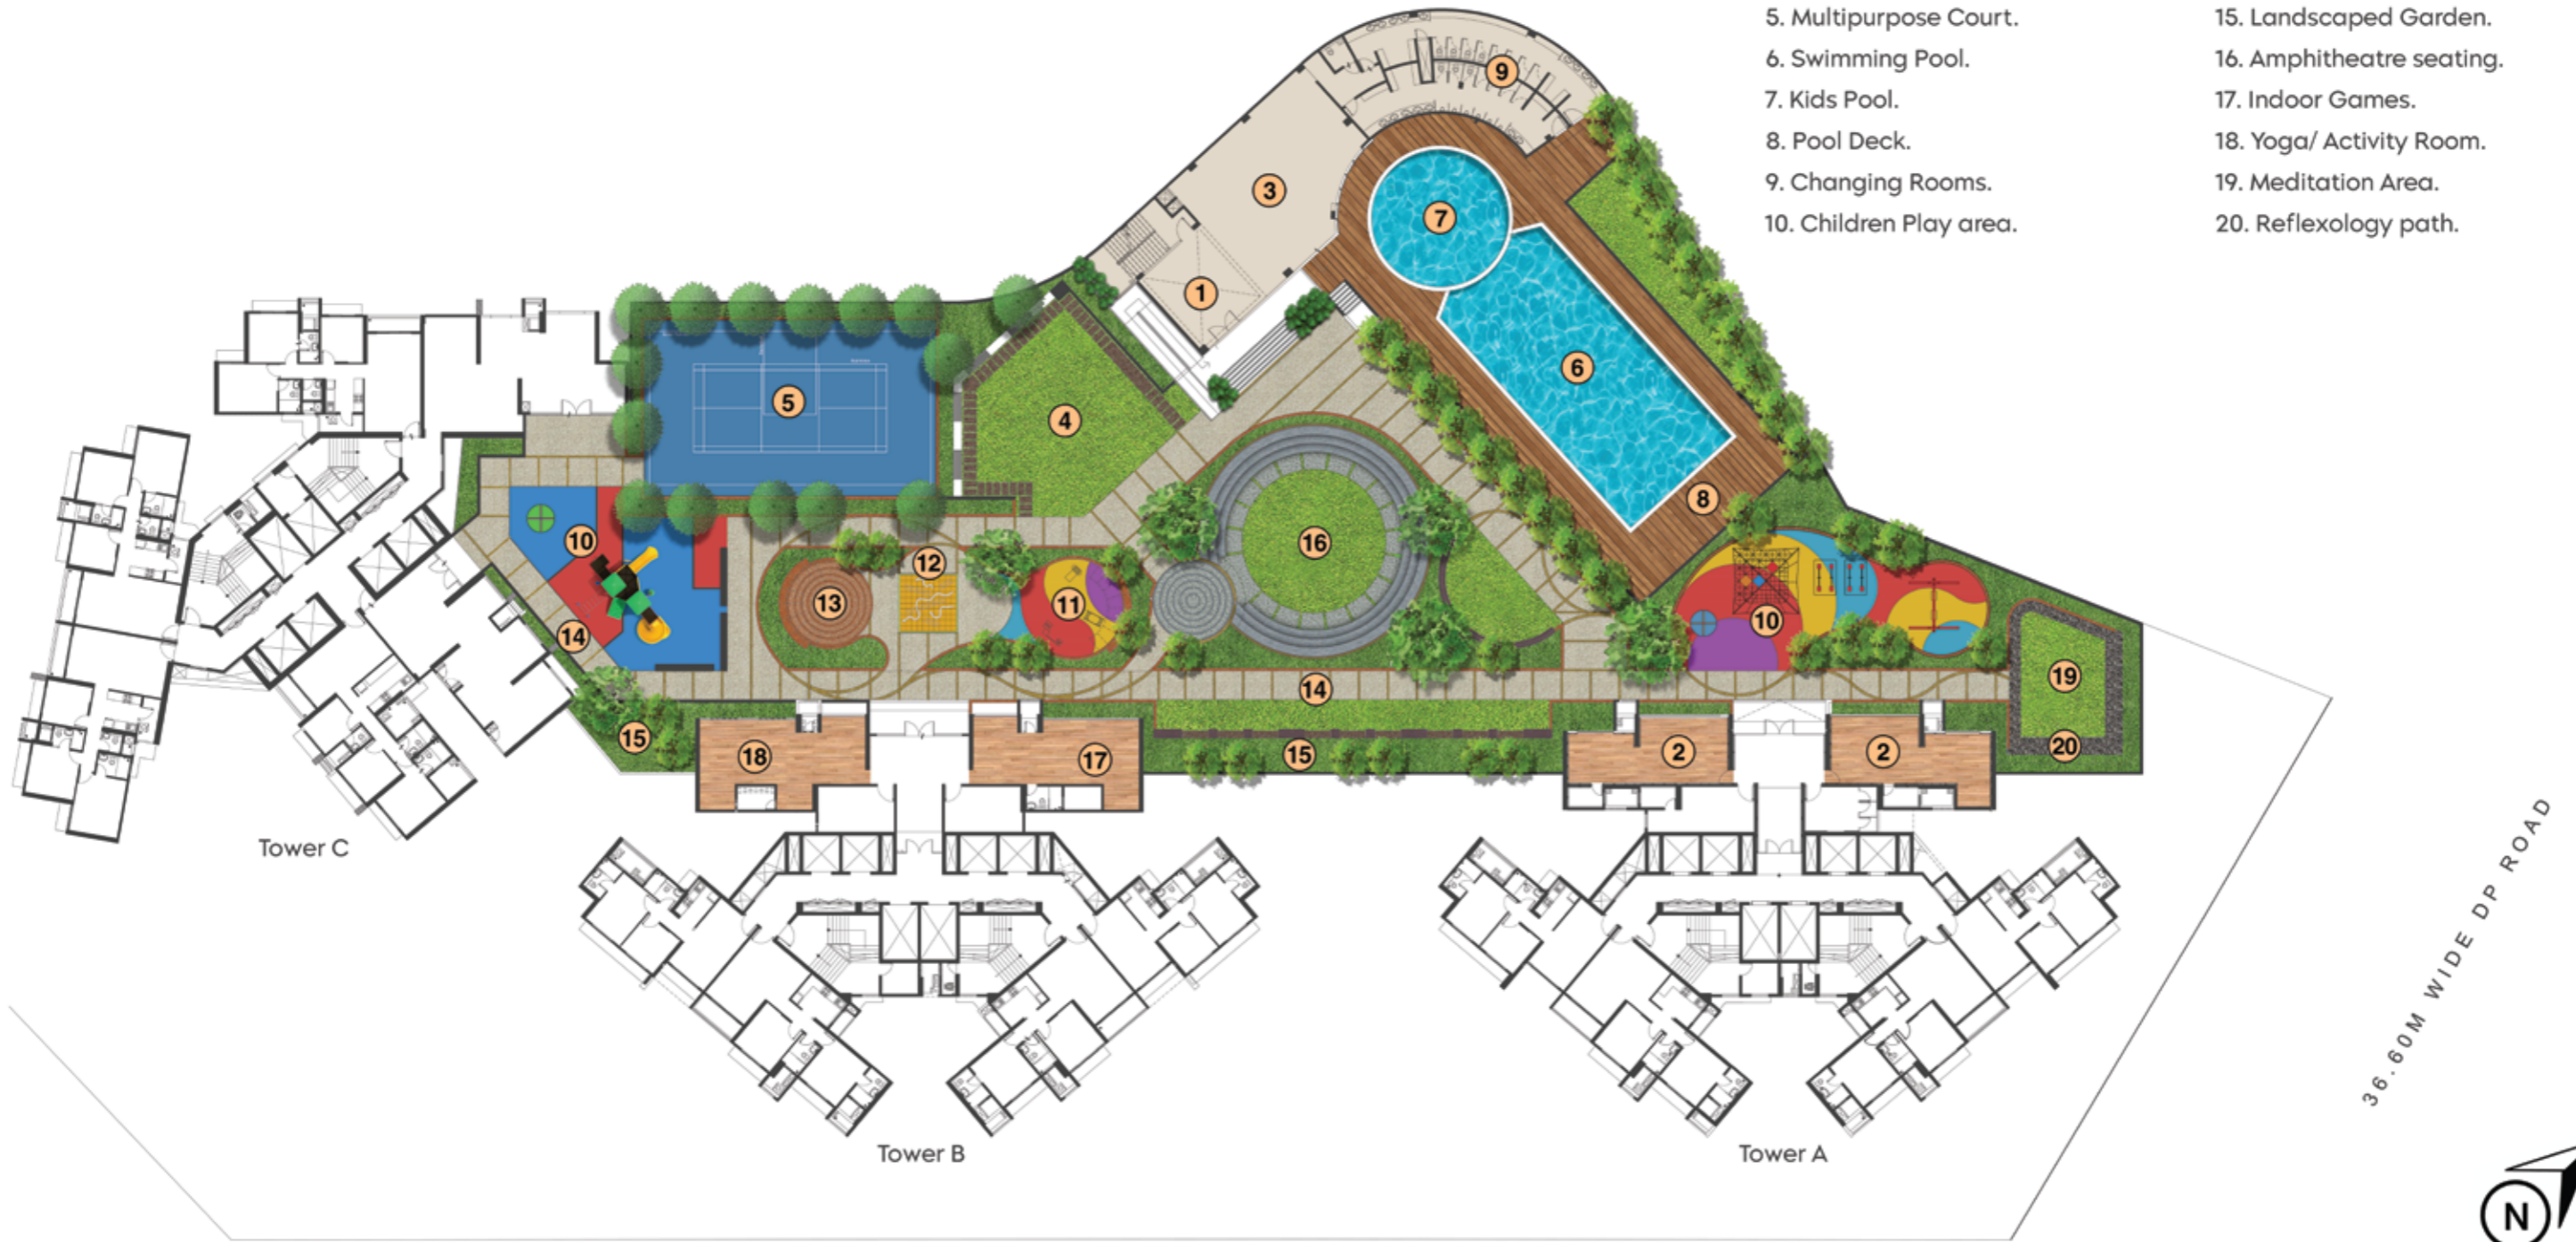 5. Multipurpose Court.
6. Swimming Pool.
7. Kids Pool.
8. Pool Deck.
9. Changing Rooms.
10. Children Play area.
15. Landscaped Garden.
16. Amphitheatre seating.
17. Indoor Games.
18. Yoga/ Activity Room.
19. Meditation Area.
20. Reflexology path.
9
3
7
1
6
5
4
8
10
16
12
13
11
10
14
19
14
15
18
17
15
2
2
20
Tower C
Tower B
Tower A
36.60M WIDE DP ROAD
N